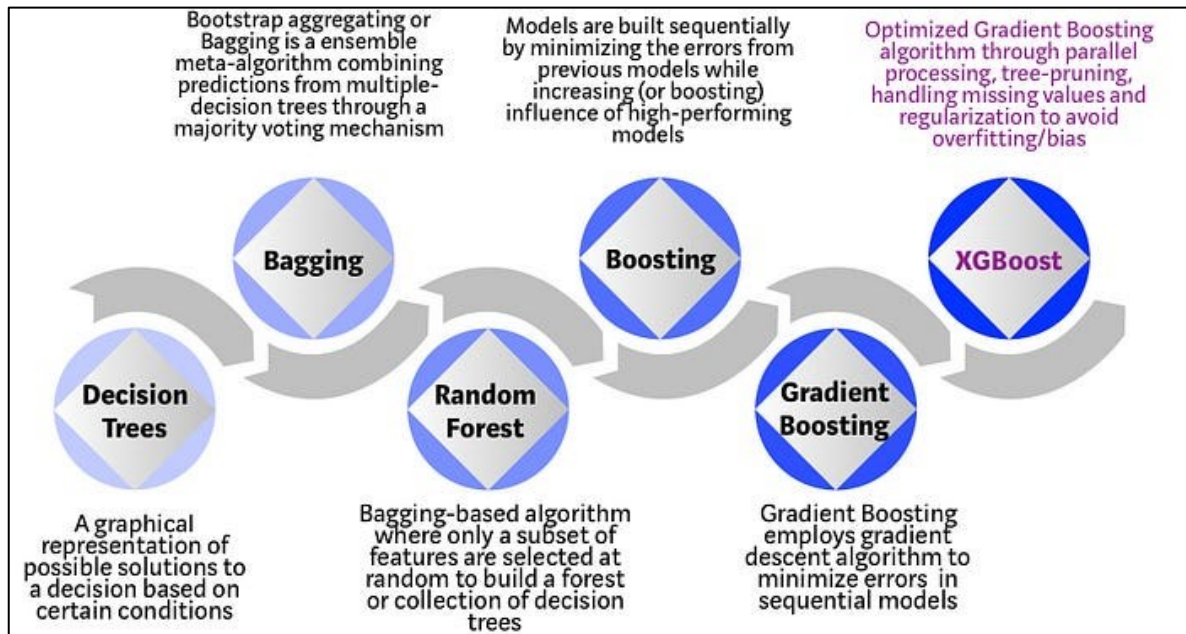 Bootstrap aggregating or
Bagging is a ensemble
meta-algorithm combining
predictions from multiple-
decision trees through a
majority voting mechanism
Models are built sequentially
by minimizing the errors from
previous models while
increasing (or boosting)
influence of high-performing
models
Optimized Gradient Boosting
algorithm through parallel
processing, tree-pruning,
handling missing values and
regularization to avoid
overfitting/bias
Bagging
Boosting
XGBoost
Decision
Trees
Random
Forest
Gradient
Boosting
A graphical
representation of
possible solutions to
a decision based on
certain conditions
Bagging-based algorithm
where only a subset of
features are selected at
random to build a forest
or collection of decision
trees
Gradient Boosting
employs gradient
descent algorithm to
minimize errors in
sequential models